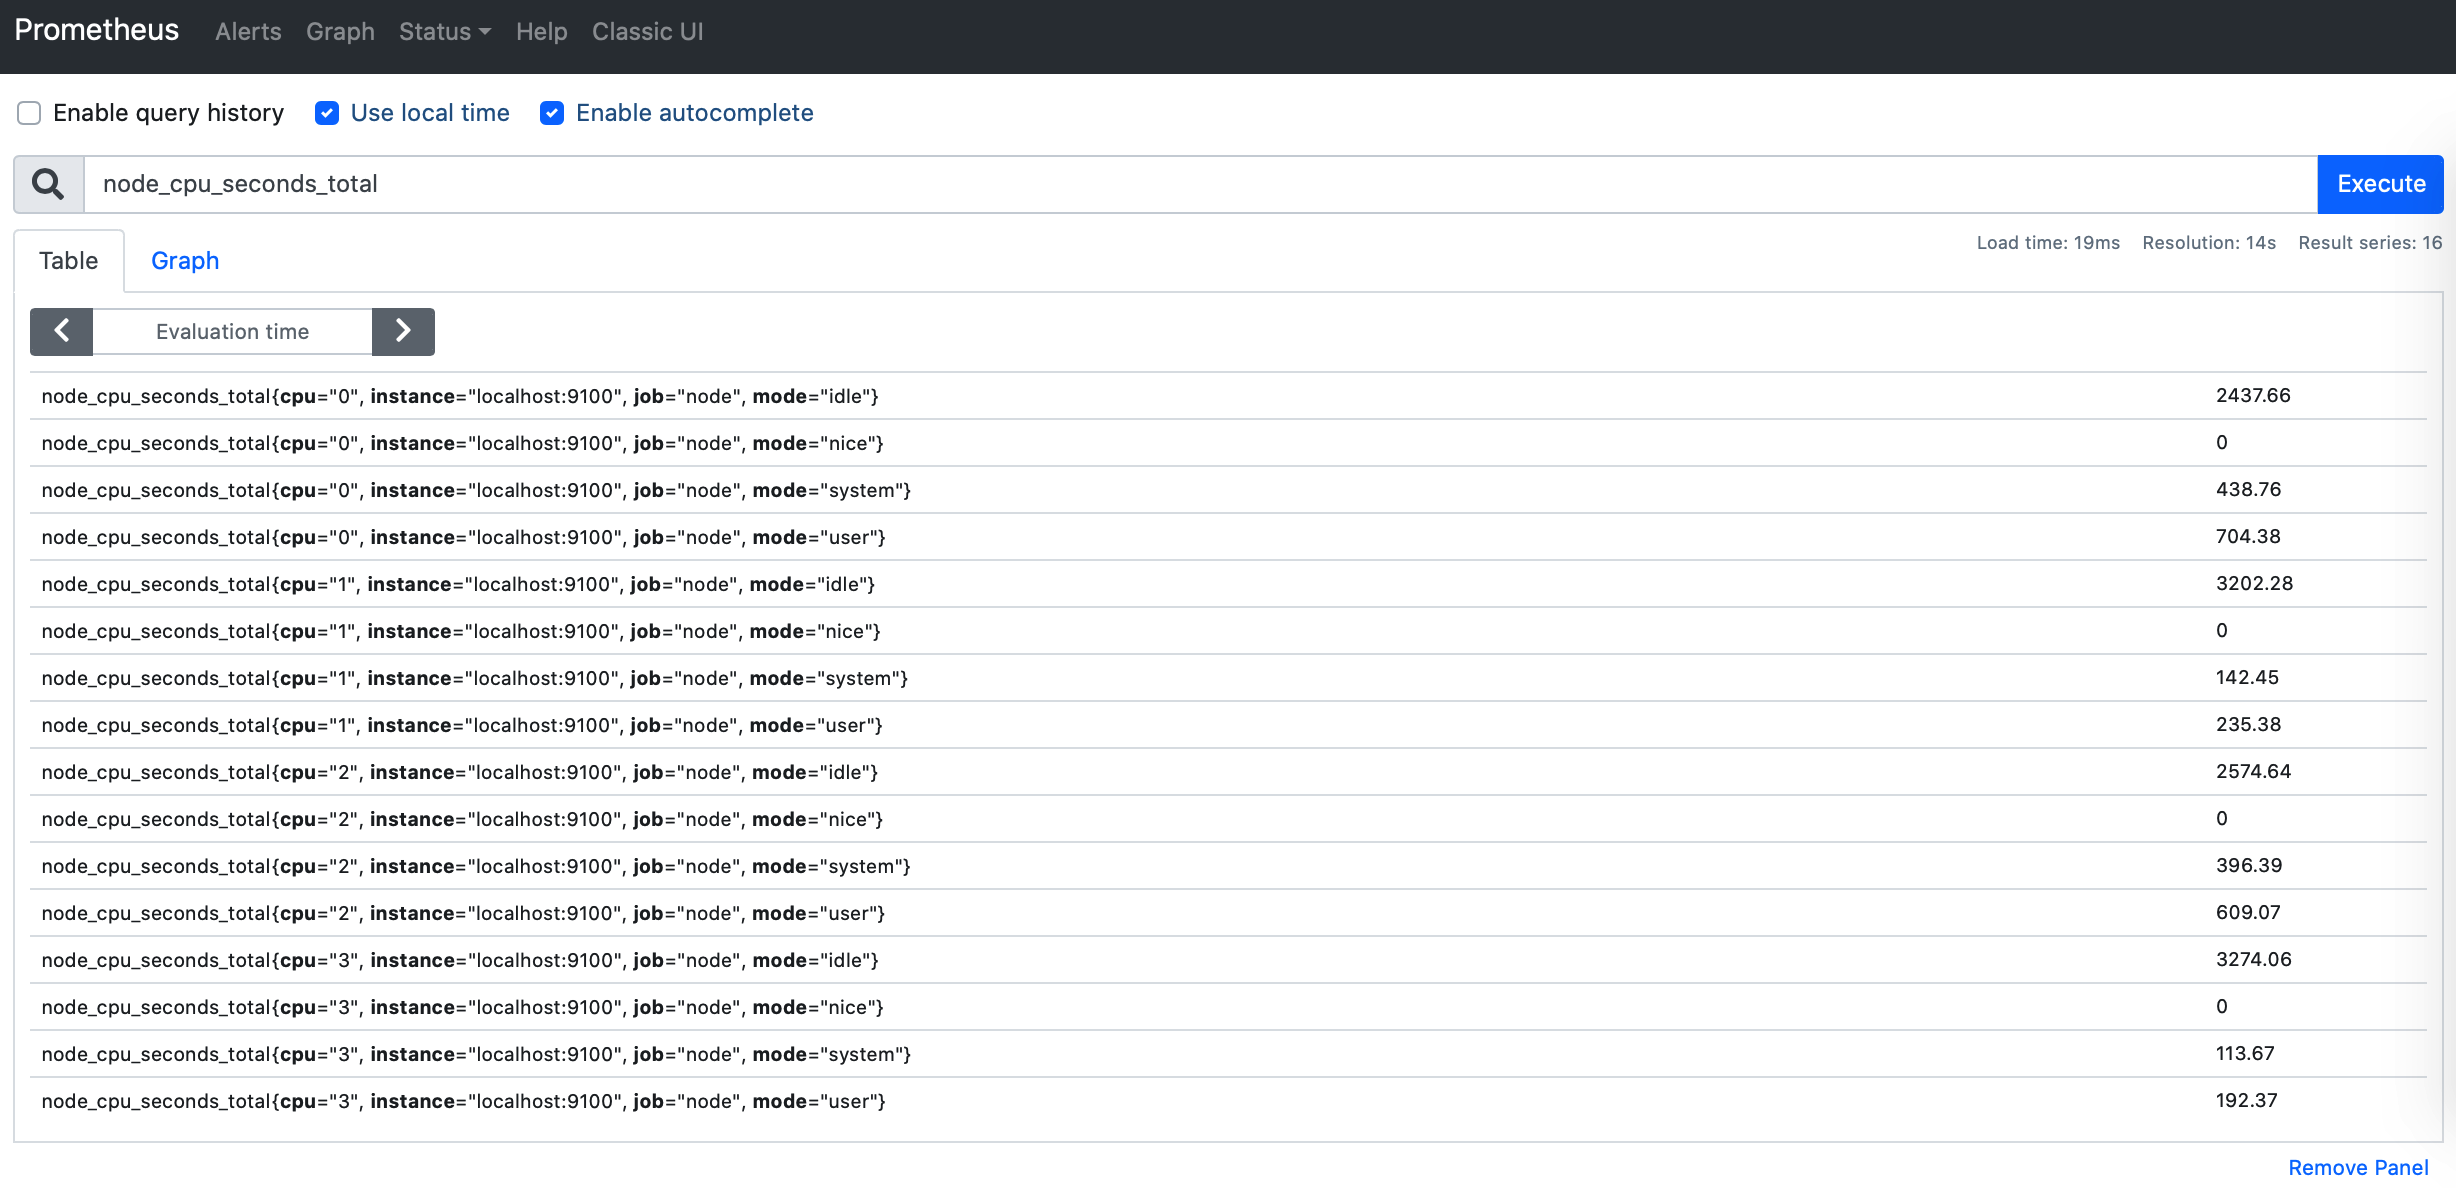 Prometheus Alerts Graph Status Help Classic UI
Enable query history Use local time Enable autocomplete
node_cpu_seconds_total Execute
Table Graph Load time: 19ms Resolution: 14s Result series: 16
Evaluation time
node_cpu_seconds_total{cpu="0", instance="localhost:9100", job="node", mode="idle"} 2437.66
node_cpu_seconds_total{cpu="0", instance="localhost:9100", job="node", mode="nice"} 0
node_cpu_seconds_total{cpu="0", instance="localhost:9100", job="node", mode="system"} 438.76
node_cpu_seconds_total{cpu="0", instance="localhost:9100", job="node", mode="user"} 704.38
node_cpu_seconds_total{cpu="1", instance="localhost:9100", job="node", mode="idle"} 3202.28
node_cpu_seconds_total{cpu="1", instance="localhost:9100", job="node", mode="nice"} 0
node_cpu_seconds_total{cpu="1", instance="localhost:9100", job="node", mode="system"} 142.45
node_cpu_seconds_total{cpu="1", instance="localhost:9100", job="node", mode="user"} 235.38
node_cpu_seconds_total{cpu="2", instance="localhost:9100", job="node", mode="idle"} 2574.64
node_cpu_seconds_total{cpu="2", instance="localhost:9100", job="node", mode="nice"} 0
node_cpu_seconds_total{cpu="2", instance="localhost:9100", job="node", mode="system"} 396.39
node_cpu_seconds_total{cpu="2", instance="localhost:9100", job="node", mode="user"} 609.07
node_cpu_seconds_total{cpu="3", instance="localhost:9100", job="node", mode="idle"} 3274.06
node_cpu_seconds_total{cpu="3", instance="localhost:9100", job="node", mode="nice"} 0
node_cpu_seconds_total{cpu="3", instance="localhost:9100", job="node", mode="system"} 113.67
node_cpu_seconds_total{cpu="3", instance="localhost:9100", job="node", mode="user"} 192.37
Remove Panel